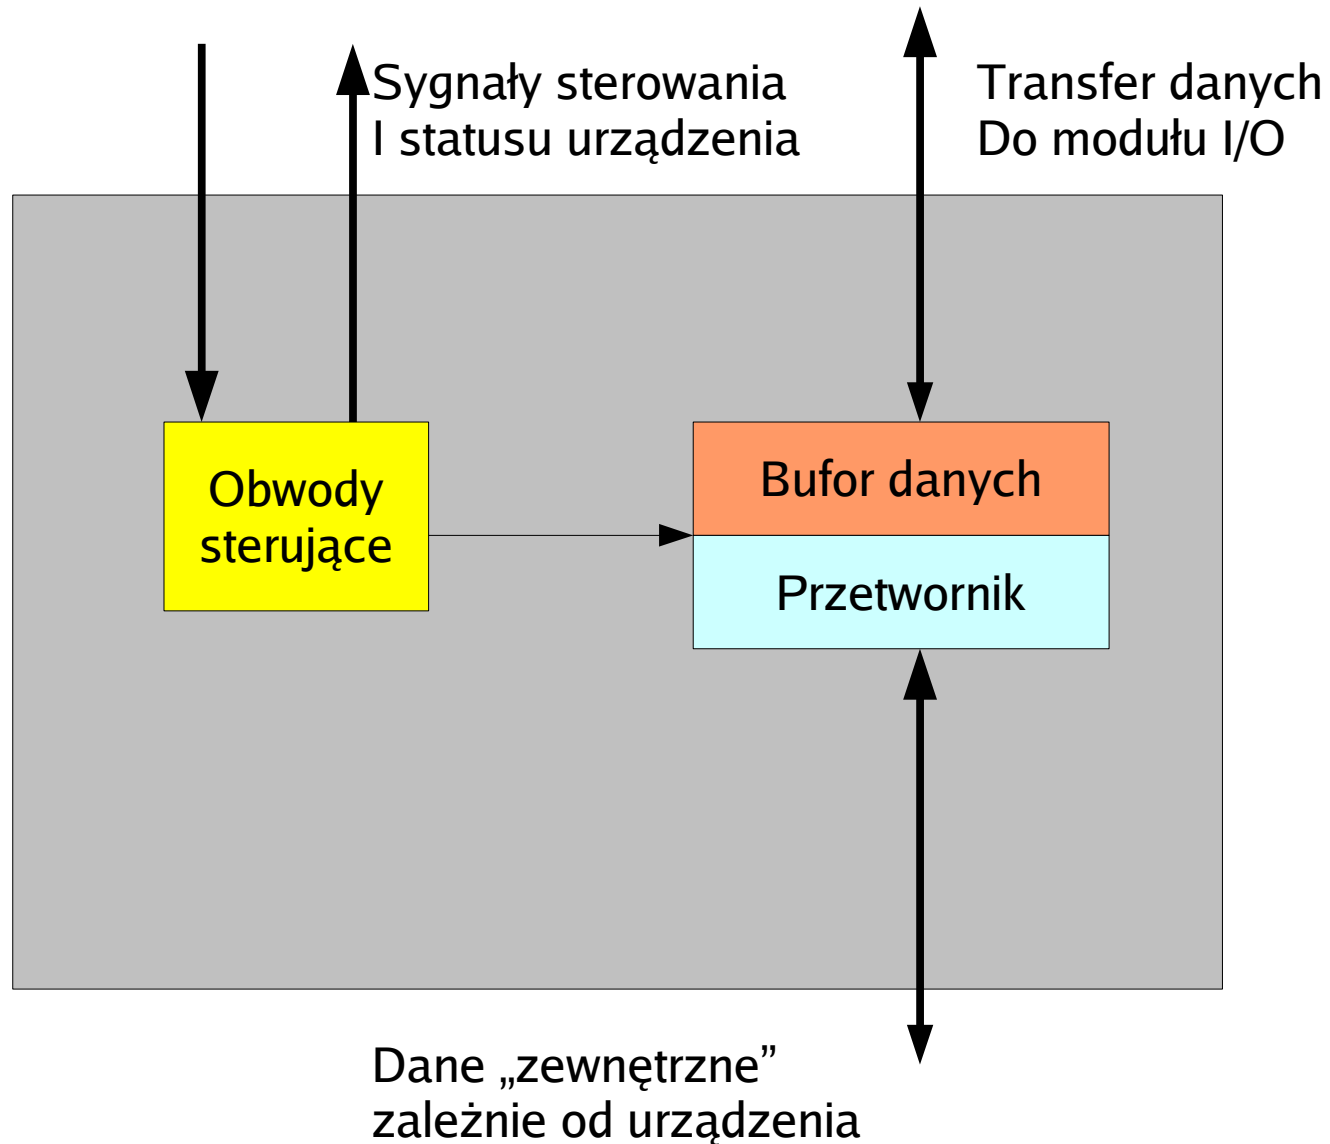 Sygnały sterowania
I statusu urządzenia
Transfer danych
Do modułu I/O
Obwody
sterujące
Bufor danych
Przetwornik
Dane „zewnętrzne”
zależnie od urządzenia